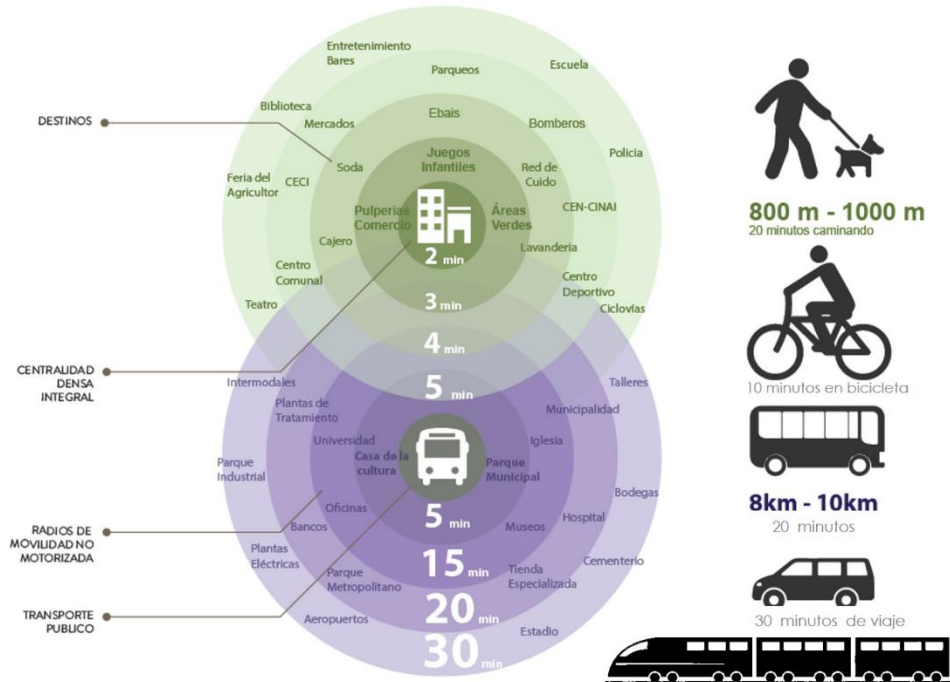 Entretenimiento
Bares
Parqueos
Escuela
Biblioteca
Mercados
Ebais
Bomberos
DESTINOS
Policia
Juegos
Infantiles
Soda
Red de
Cuido
Feria del
Agricultor
CECI
CEN-CINAI
Pulperias
Comercio
Áreas
Verdes
Cajero
Lavanderia
2 min
Centro
Comunal
Centro
Deportivo
Teatro
Ciclovías
3 min
4 min
CENTRALIDAD
DENSA
INTEGRAL
5 min
Intermodales
Talleres
Plantas de
Tratamiento
Municipalidad
Universidad
Iglesia
Casa de la
cultura
Parque
Municipal
Parque
Industrial
Bodegas
Oficinas
5 min
Bancos
Museos
Hospital
RADIOS DE
MOVILIDAD NO
MOTORIZADA
Plantas
Eléctricas
15 min
Cementerio
Parque
Metropolitano
Tienda
Especializada
TRANSPORTE
PUBLICO
Aeropuertos
20 min
Estadio
30 min
800 m - 1000 m
20 minutos caminando
10 minutos en bicicleta
8km - 10km
20 minutos
30 minutos de viaje